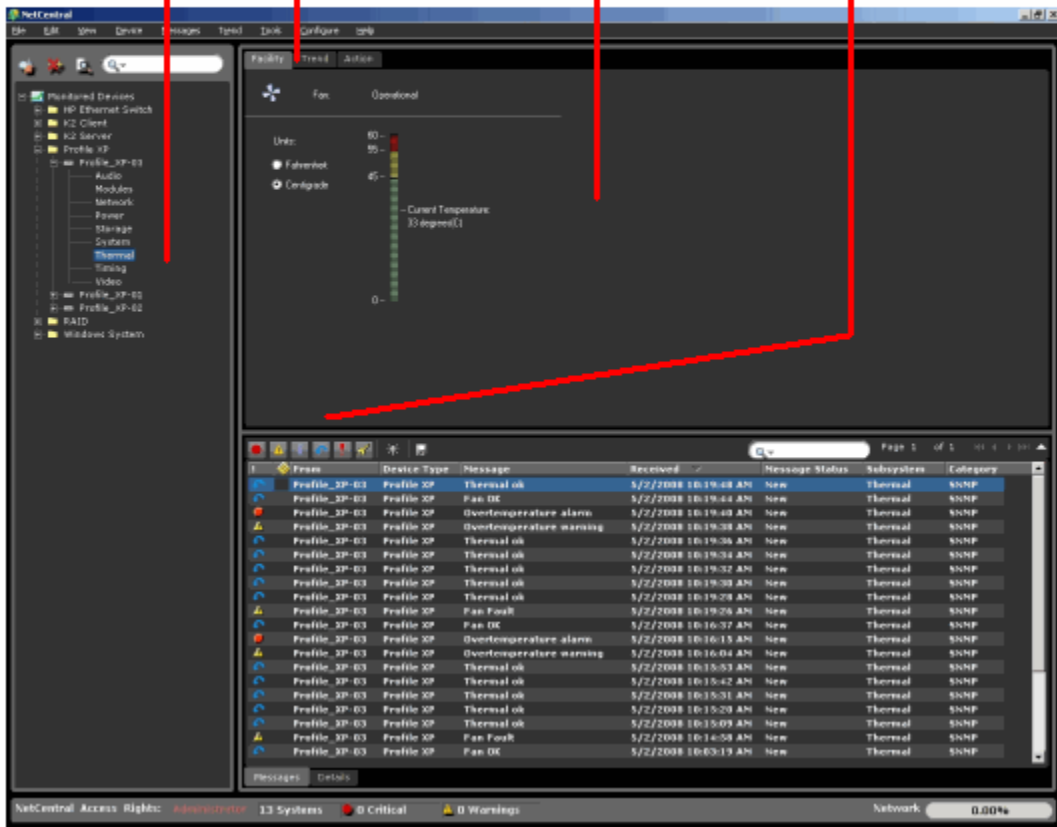 NetCentral
File Edit View Device Messages Trend Tools Configure Help
Facility Trend Action
Monitored Devices
HP Ethernet Switch
K2 Client
K2 Server
Profile XP
Profile_XP-03
Audio
Modules
Network
Power
Storage
System
Thermal
Timing
Video
Profile_XP-01
Profile_XP-02
RAID
Windows System
Fan: Operational
Units:
Fahrenheit
Centigrade
60
55
45
0
Current Temperature:
33 degrees(C)
Page 1 of 1
! From Device Type Message Received Message Status Subsystem Category
Profile_XP-03 Profile XP Thermal ok 5/2/2008 10:19:48 AM New Thermal SNMP
Profile_XP-03 Profile XP Fan OK 5/2/2008 10:19:44 AM New Thermal SNMP
Profile_XP-03 Profile XP Overtemperature alarm 5/2/2008 10:19:40 AM New Thermal SNMP
Profile_XP-03 Profile XP Overtemperature warning 5/2/2008 10:19:38 AM New Thermal SNMP
Profile_XP-03 Profile XP Thermal ok 5/2/2008 10:19:36 AM New Thermal SNMP
Profile_XP-03 Profile XP Thermal ok 5/2/2008 10:19:34 AM New Thermal SNMP
Profile_XP-03 Profile XP Thermal ok 5/2/2008 10:19:32 AM New Thermal SNMP
Profile_XP-03 Profile XP Thermal ok 5/2/2008 10:19:30 AM New Thermal SNMP
Profile_XP-03 Profile XP Thermal ok 5/2/2008 10:19:28 AM New Thermal SNMP
Profile_XP-03 Profile XP Fan Fault 5/2/2008 10:19:26 AM New Thermal SNMP
Profile_XP-03 Profile XP Fan OK 5/2/2008 10:16:37 AM New Thermal SNMP
Profile_XP-03 Profile XP Overtemperature alarm 5/2/2008 10:16:15 AM New Thermal SNMP
Profile_XP-03 Profile XP Overtemperature warning 5/2/2008 10:16:04 AM New Thermal SNMP
Profile_XP-03 Profile XP Thermal ok 5/2/2008 10:15:53 AM New Thermal SNMP
Profile_XP-03 Profile XP Thermal ok 5/2/2008 10:15:42 AM New Thermal SNMP
Profile_XP-03 Profile XP Thermal ok 5/2/2008 10:15:31 AM New Thermal SNMP
Profile_XP-03 Profile XP Thermal ok 5/2/2008 10:15:20 AM New Thermal SNMP
Profile_XP-03 Profile XP Thermal ok 5/2/2008 10:15:09 AM New Thermal SNMP
Profile_XP-03 Profile XP Fan Fault 5/2/2008 10:14:58 AM New Thermal SNMP
Profile_XP-03 Profile XP Fan OK 5/2/2008 10:03:19 AM New Thermal SNMP
Messages Details
NetCentral Access Rights: Administrator 13 Systems 0 Critical 0 Warnings Network 0.00%